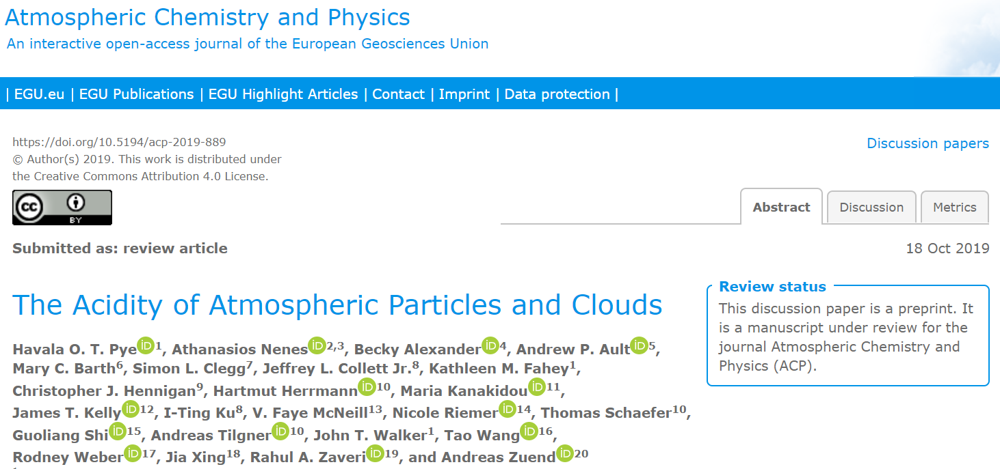 Atmospheric Chemistry and Physics
An interactive open-access journal of the European Geosciences Union
| EGU.eu | EGU Publications | EGU Highlight Articles | Contact | Imprint | Data protection |
https://doi.org/10.5194/acp-2019-889
© Author(s) 2019. This work is distributed under
the Creative Commons Attribution 4.0 License.
Discussion papers
cc BY
Abstract Discussion Metrics
Submitted as: review article
18 Oct 2019
The Acidity of Atmospheric Particles and Clouds
Havala O. T. Pye iD 1, Athanasios Nenes iD 2,3, Becky Alexander iD 4, Andrew P. Ault iD 5,
Mary C. Barth6, Simon L. Clegg7, Jeffrey L. Collett Jr.8, Kathleen M. Fahey1,
Christopher J. Hennigan9, Hartmut Herrmann iD 10, Maria Kanakidou iD 11,
James T. Kelly iD 12, I-Ting Ku8, V. Faye McNeill13, Nicole Riemer iD 14, Thomas Schaefer10,
Guoliang Shi iD 15, Andreas Tilgner iD 10, John T. Walker1, Tao Wang iD 16,
Rodney Weber iD 17, Jia Xing18, Rahul A. Zaveri iD 19, and Andreas Zuend iD 20
Review status
This discussion paper is a preprint. It
is a manuscript under review for the
journal Atmospheric Chemistry and
Physics (ACP).